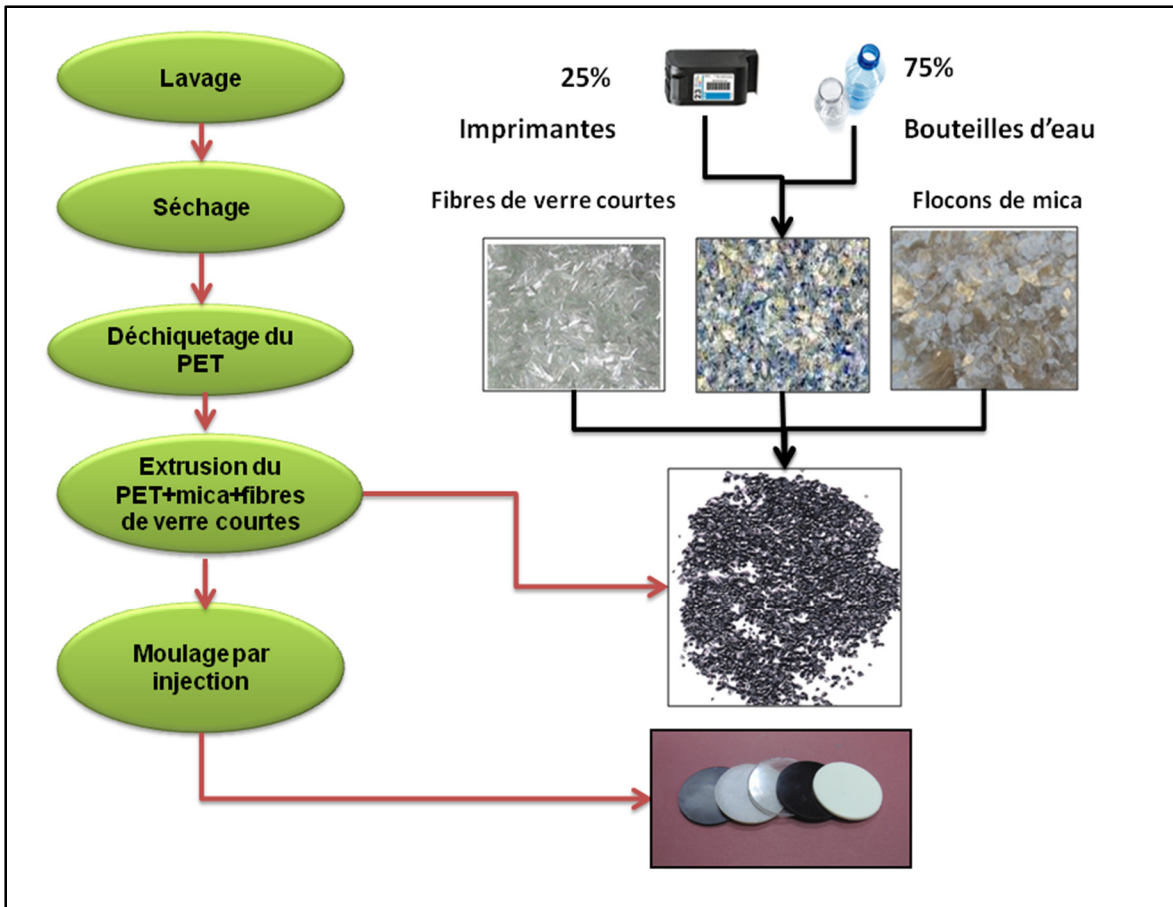 Lavage
Séchage
Déchiquetage du
PET
Extrusion du
PET+mica+fibres
de verre courtes
Moulage par
injection
25%
Imprimantes
23
75%
Bouteilles d’eau
Fibres de verre courtes
Flocons de mica